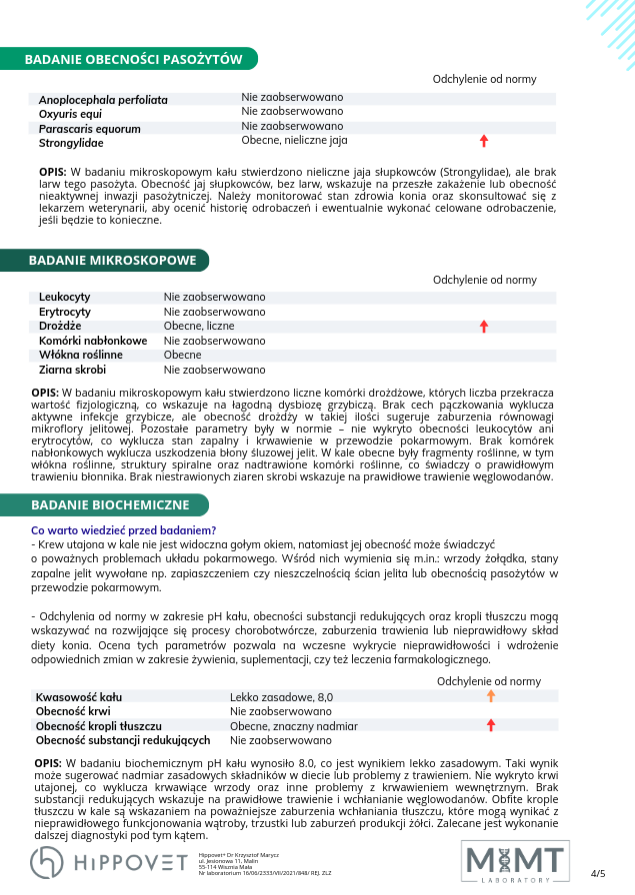 BADANIE OBECNOŚCI PASOŻYTÓW
Odchylenie od normy
Anoplocephala perfoliata Nie zaobserwowano
Oxyuris equi Nie zaobserwowano
Parascaris equorum Nie zaobserwowano
Strongylidae Obecne, nieliczne jaja
OPIS: W badaniu mikroskopowym kału stwierdzono nieliczne jaja słupkowców (Strongylidae), ale brak
larw tego pasożyta. Obecność jaj słupkowców, bez larw, wskazuje na przeszłe zakażenie lub obecność
nieaktywnej inwazji pasożytniczej. Należy monitorować stan zdrowia konia oraz skonsultować się z
lekarzem weterynarii, aby ocenić historię odrobaczeń i ewentualnie wykonać celowane odrobaczenie,
jeśli będzie to konieczne.
BADANIE MIKROSKOPOWE
Odchylenie od normy
Leukocyty Nie zaobserwowano
Erytrocyty Nie zaobserwowano
Drożdże Obecne, liczne
Komórki nabłonkowe Nie zaobserwowano
Włókna roślinne Obecne
Ziarna skrobi Nie zaobserwowano
OPIS: W badaniu mikroskopowym kału stwierdzono liczne komórki drożdżowe, których liczba przekracza
wartość fizjologiczną, co wskazuje na łagodną dysbiozę grzybiczą. Brak cech pączkowania wyklucza
aktywne infekcje grzybicze, ale obecność drożdży w takiej ilości sugeruje zaburzenia równowagi
mikroflory jelitowej. Pozostałe parametry były w normie – nie wykryto obecności leukocytów ani
erytrocytów, co wyklucza stan zapalny i krwawienie w przewodzie pokarmowym. Brak komórek
nabłonkowych wyklucza uszkodzenia błony śluzowej jelit. W kale obecne były fragmenty roślinne, w tym
włókna roślinne, struktury spiralne oraz nadtrawione komórki roślinne, co świadczy o prawidłowym
trawieniu błonnika. Brak niestrawionych ziaren skrobi wskazuje na prawidłowe trawienie węglowodanów.
BADANIE BIOCHEMICZNE
Co warto wiedzieć przed badaniem?
- Krew utajona w kale nie jest widoczna gołym okiem, natomiast jej obecność może świadczyć
o poważnych problemach układu pokarmowego. Wśród nich wymienia się m.in.: wrzody żołądka, stany
zapalne jelit wywołane np. zapiaszczeniem czy nieszczelnością ścian jelita lub obecnością pasożytów w
przewodzie pokarmowym.
- Odchylenia od normy w zakresie pH kału, obecności substancji redukujących oraz kropli tłuszczu mogą
wskazywać na rozwijające się procesy chorobotwórcze, zaburzenia trawienia lub nieprawidłowy skład
diety konia. Ocena tych parametrów pozwala na wczesne wykrycie nieprawidłowości i wdrożenie
odpowiednich zmian w zakresie żywienia, suplementacji, czy też leczenia farmakologicznego.
Odchylenie od normy
Kwasowość kału Lekko zasadowe, 8,0
Obecność krwi Nie zaobserwowano
Obecność kropli tłuszczu Obecne, znaczny nadmiar
Obecność substancji redukujących Nie zaobserwowano
OPIS: W badaniu biochemicznym pH kału wynosiło 8.0, co jest wynikiem lekko zasadowym. Taki wynik
może sugerować nadmiar zasadowych składników w diecie lub problemy z trawieniem. Nie wykryto krwi
utajonej, co wyklucza krwawiące wrzody oraz inne problemy z krwawieniem wewnętrznym. Brak
substancji redukujących wskazuje na prawidłowe trawienie i wchłanianie węglowodanów. Obfite krople
tłuszczu w kale są wskazaniem na poważniejsze zaburzenia wchłaniania tłuszczu, które mogą wynikać z
nieprawidłowego funkcjonowania wątroby, trzustki lub zaburzeń produkcji żółci. Zalecane jest wykonanie
dalszej diagnostyki pod tym kątem.
HIPPOVET
Hippovet+ Dr Krzysztof Marycz
ul. Jesionowa 11, Malin
55-114 Wisznia Mała
Nr laboratorium 16/06/2333/VII/2021/848/ REJ. ZLZ
MIMT
LABORATORY
4/5